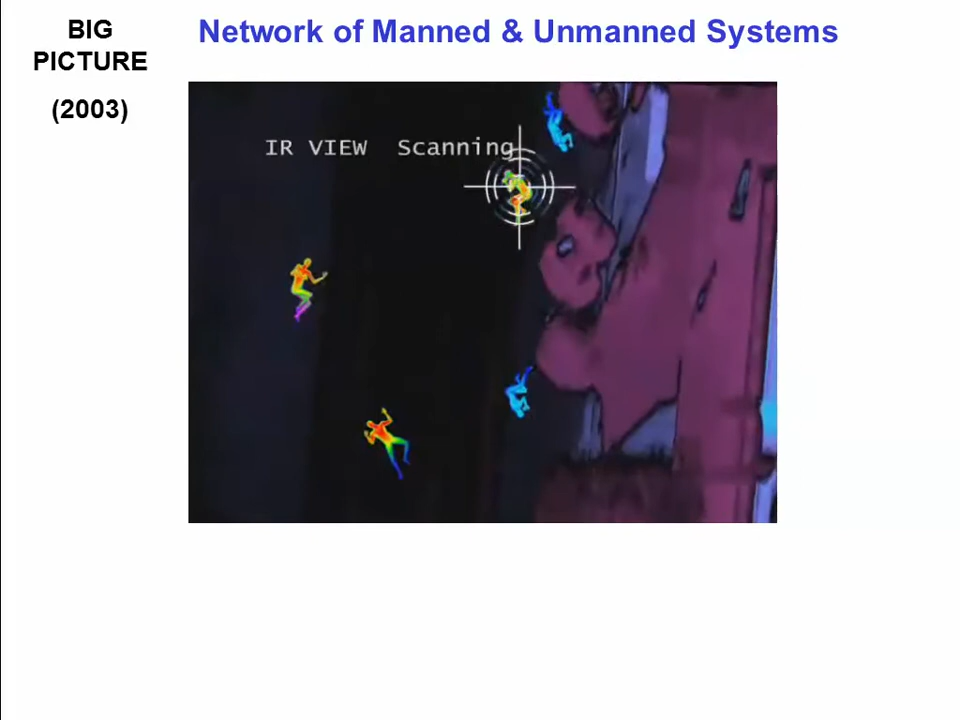 BIG
PICTURE
(2003)
Network of Manned & Unmanned Systems
IR VIEW  Scanning